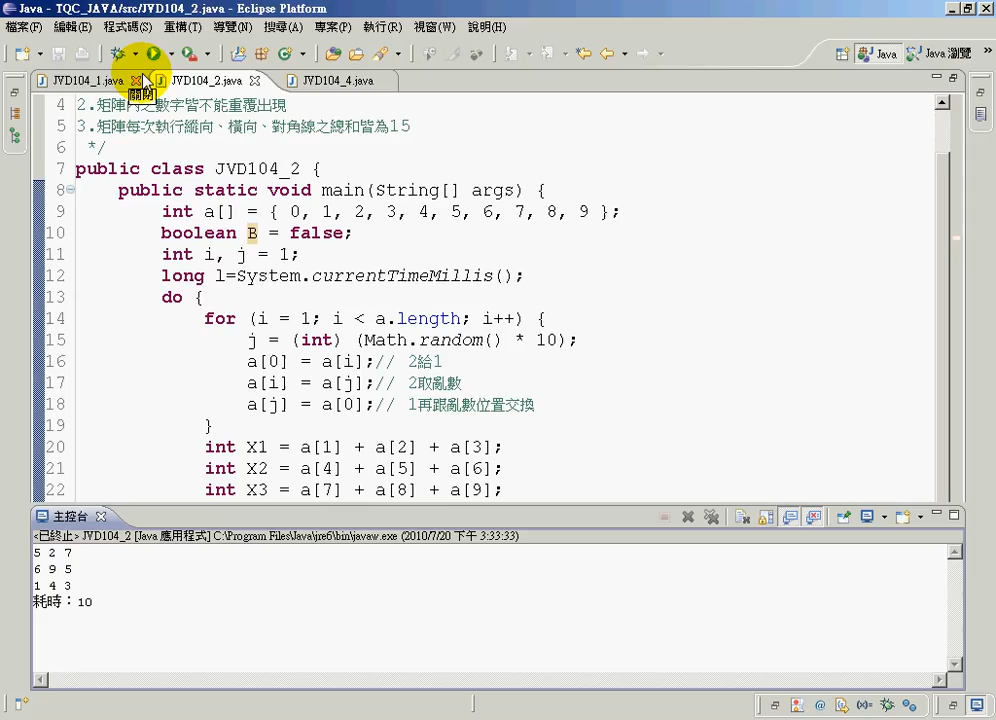 Java - TQC_JAVA/src/JVD104_2.java - Eclipse Platform
檔案(F) 編輯(E) 程式碼(S) 重構(T) 導覽(N) 搜尋(A) 專案(P) 執行(R) 視窗(W) 說明(H)
Java Java 瀏覽 »
JVD104_1.java JVD104_2.java JVD104_4.java
關閉
4 2.矩陣內之數字皆不能重覆出現
5 3.矩陣每次執行縱向、橫向、對角線之總和皆為15
6 */
7 public class JVD104_2 {
8 public static void main(String[] args) {
9 int a[] = { 0, 1, 2, 3, 4, 5, 6, 7, 8, 9 };
10 boolean B = false;
11 int i, j = 1;
12 long l=System.currentTimeMillis();
13 do {
14 for (i = 1; i < a.length; i++) {
15 j = (int) (Math.random() * 10);
16 a[0] = a[i];// 2給1
17 a[i] = a[j];// 2取亂數
18 a[j] = a[0];// 1再跟亂數位置交換
19 }
20 int X1 = a[1] + a[2] + a[3];
21 int X2 = a[4] + a[5] + a[6];
22 int X3 = a[7] + a[8] + a[9];
主控台
<已終止> JVD104_2 [Java 應用程式] C:\Program Files\Java\jre6\bin\javaw.exe (2010/7/20 下午 3:33:33)
5 2 7
6 9 5
1 4 3
耗時：10